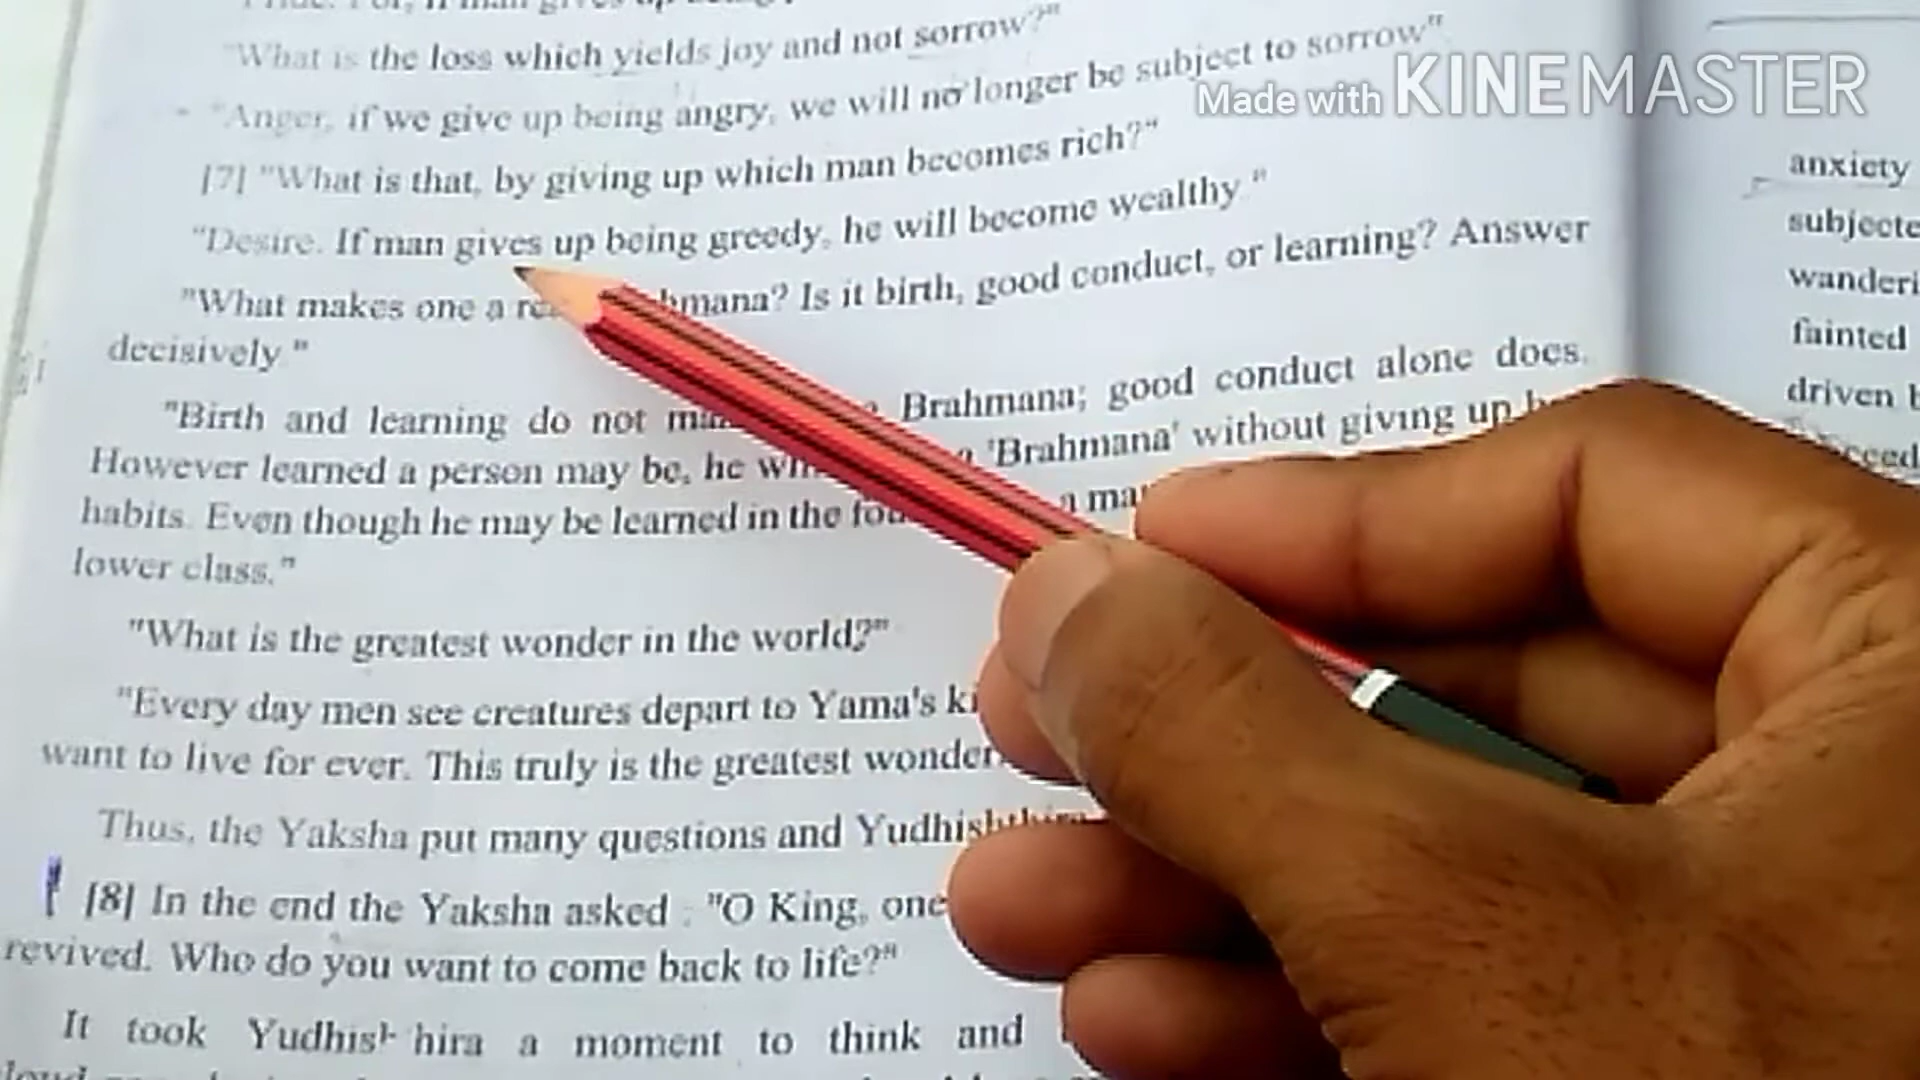 "What is the loss which yields joy and not sorrow?"
"Anger, if we give up being angry, we will no longer be subject to sorrow"
Made with KINEMASTER
[7] "What is that, by giving up which man becomes rich?"
"Desire. If man gives up being greedy, he will become wealthy."
"What makes one a hmana? Is it birth, good conduct, or learning? Answer
decisively."
"Birth and learning do not Brahmana; good conduct alone does.
However learned a person may be, he 'Brahmana' without giving up
habits. Even though he may be learned in the a
lower class."
"What is the greatest wonder in the world?"
"Every day men see creatures depart to Yama's
want to live for ever. This truly is the greatest wonder
Thus, the Yaksha put many questions and Yudhishthira
[8] In the end the Yaksha asked : "O King, one
revived. Who do you want to come back to life?"
It took Yudhis hira a moment to think and
anxiety
subjecte
wanderi
fainted
driven b